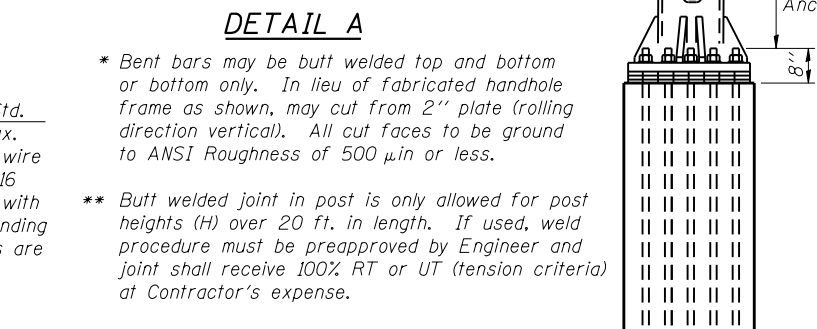 DETAIL A
* Bent bars may be butt welded top and bottom
or bottom only. In lieu of fabricated handhole
frame as shown, may cut from 2'' plate (rolling
direction vertical). All cut faces to be ground
to ANSI Roughness of 500 μin or less.
** Butt welded joint in post is only allowed for post
heights (H) over 20 ft. in length. If used, weld
procedure must be preapproved by Engineer and
joint shall receive 100% RT or UT (tension criteria)
at Contractor's expense.
wire
16
with
s are
8''